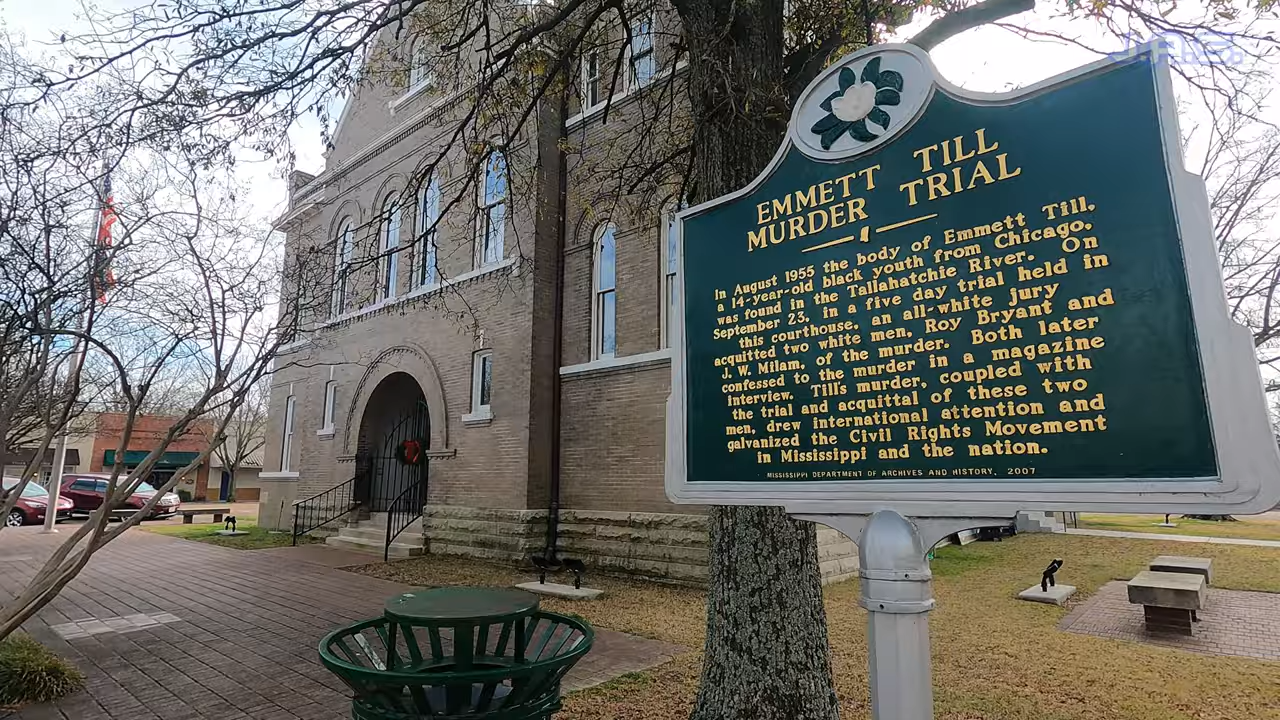 J.A.I.G.
EMMETT TILL
MURDER TRIAL
In August 1955 the body of Emmett Till,
a 14-year-old black youth from Chicago,
was found in the Tallahatchie River. On
September 23, in a five day trial held in
this courthouse, an all-white jury
acquitted two white men, Roy Bryant and
J. W. Milam, of the murder. Both later
confessed to the murder in a magazine
interview. Till's murder, coupled with
the trial and acquittal of these two
men, drew international attention and
galvanized the Civil Rights Movement
in Mississippi and the nation.
MISSISSIPPI DEPARTMENT OF ARCHIVES AND HISTORY, 2007